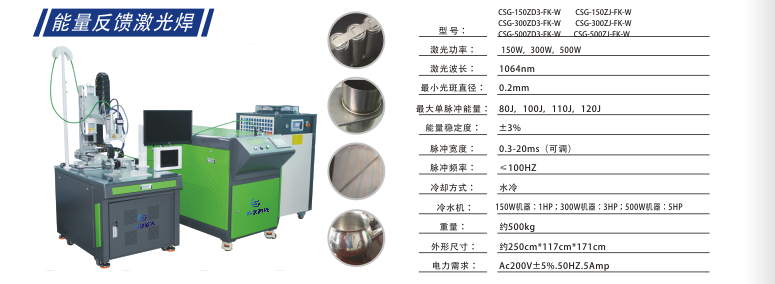 能量反馈激光焊
CSG-150ZD3-FK-W CSG-150ZJ-FK-W
CSG-300ZD3-FK-W CSG-300ZJ-FK-W
型号： CSG-500ZD3-FK-W CSG-500ZJ-FK-W
激光功率： 150W, 300W, 500W
激光波长： 1064nm
最小光斑直径： 0.2mm
最大单脉冲能量： 80J, 100J, 110J, 120J
能量稳定度： ±3%
脉冲宽度： 0.3-20ms（可调）
脉冲频率： ≤100HZ
冷却方式： 水冷
冷水机： 150W机器：1HP；300W机器：3HP；500W机器：5HP
重量： 约500kg
外形尺寸： 约250cm*117cm*171cm
电力需求： Ac200V±5%.50HZ.5Amp